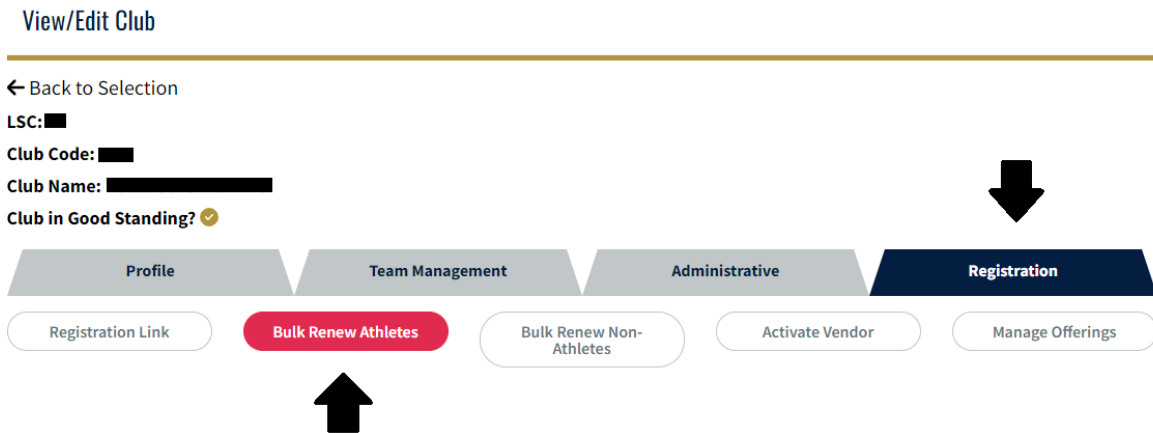 View/Edit Club
Back to Selection
LSC:
Club Code:
Club Name:
Club in Good Standing?
Profile Team Management Administrative Registration
Registration Link Bulk Renew Athletes Bulk Renew Non- Activate Vendor Manage Offerings
Athletes